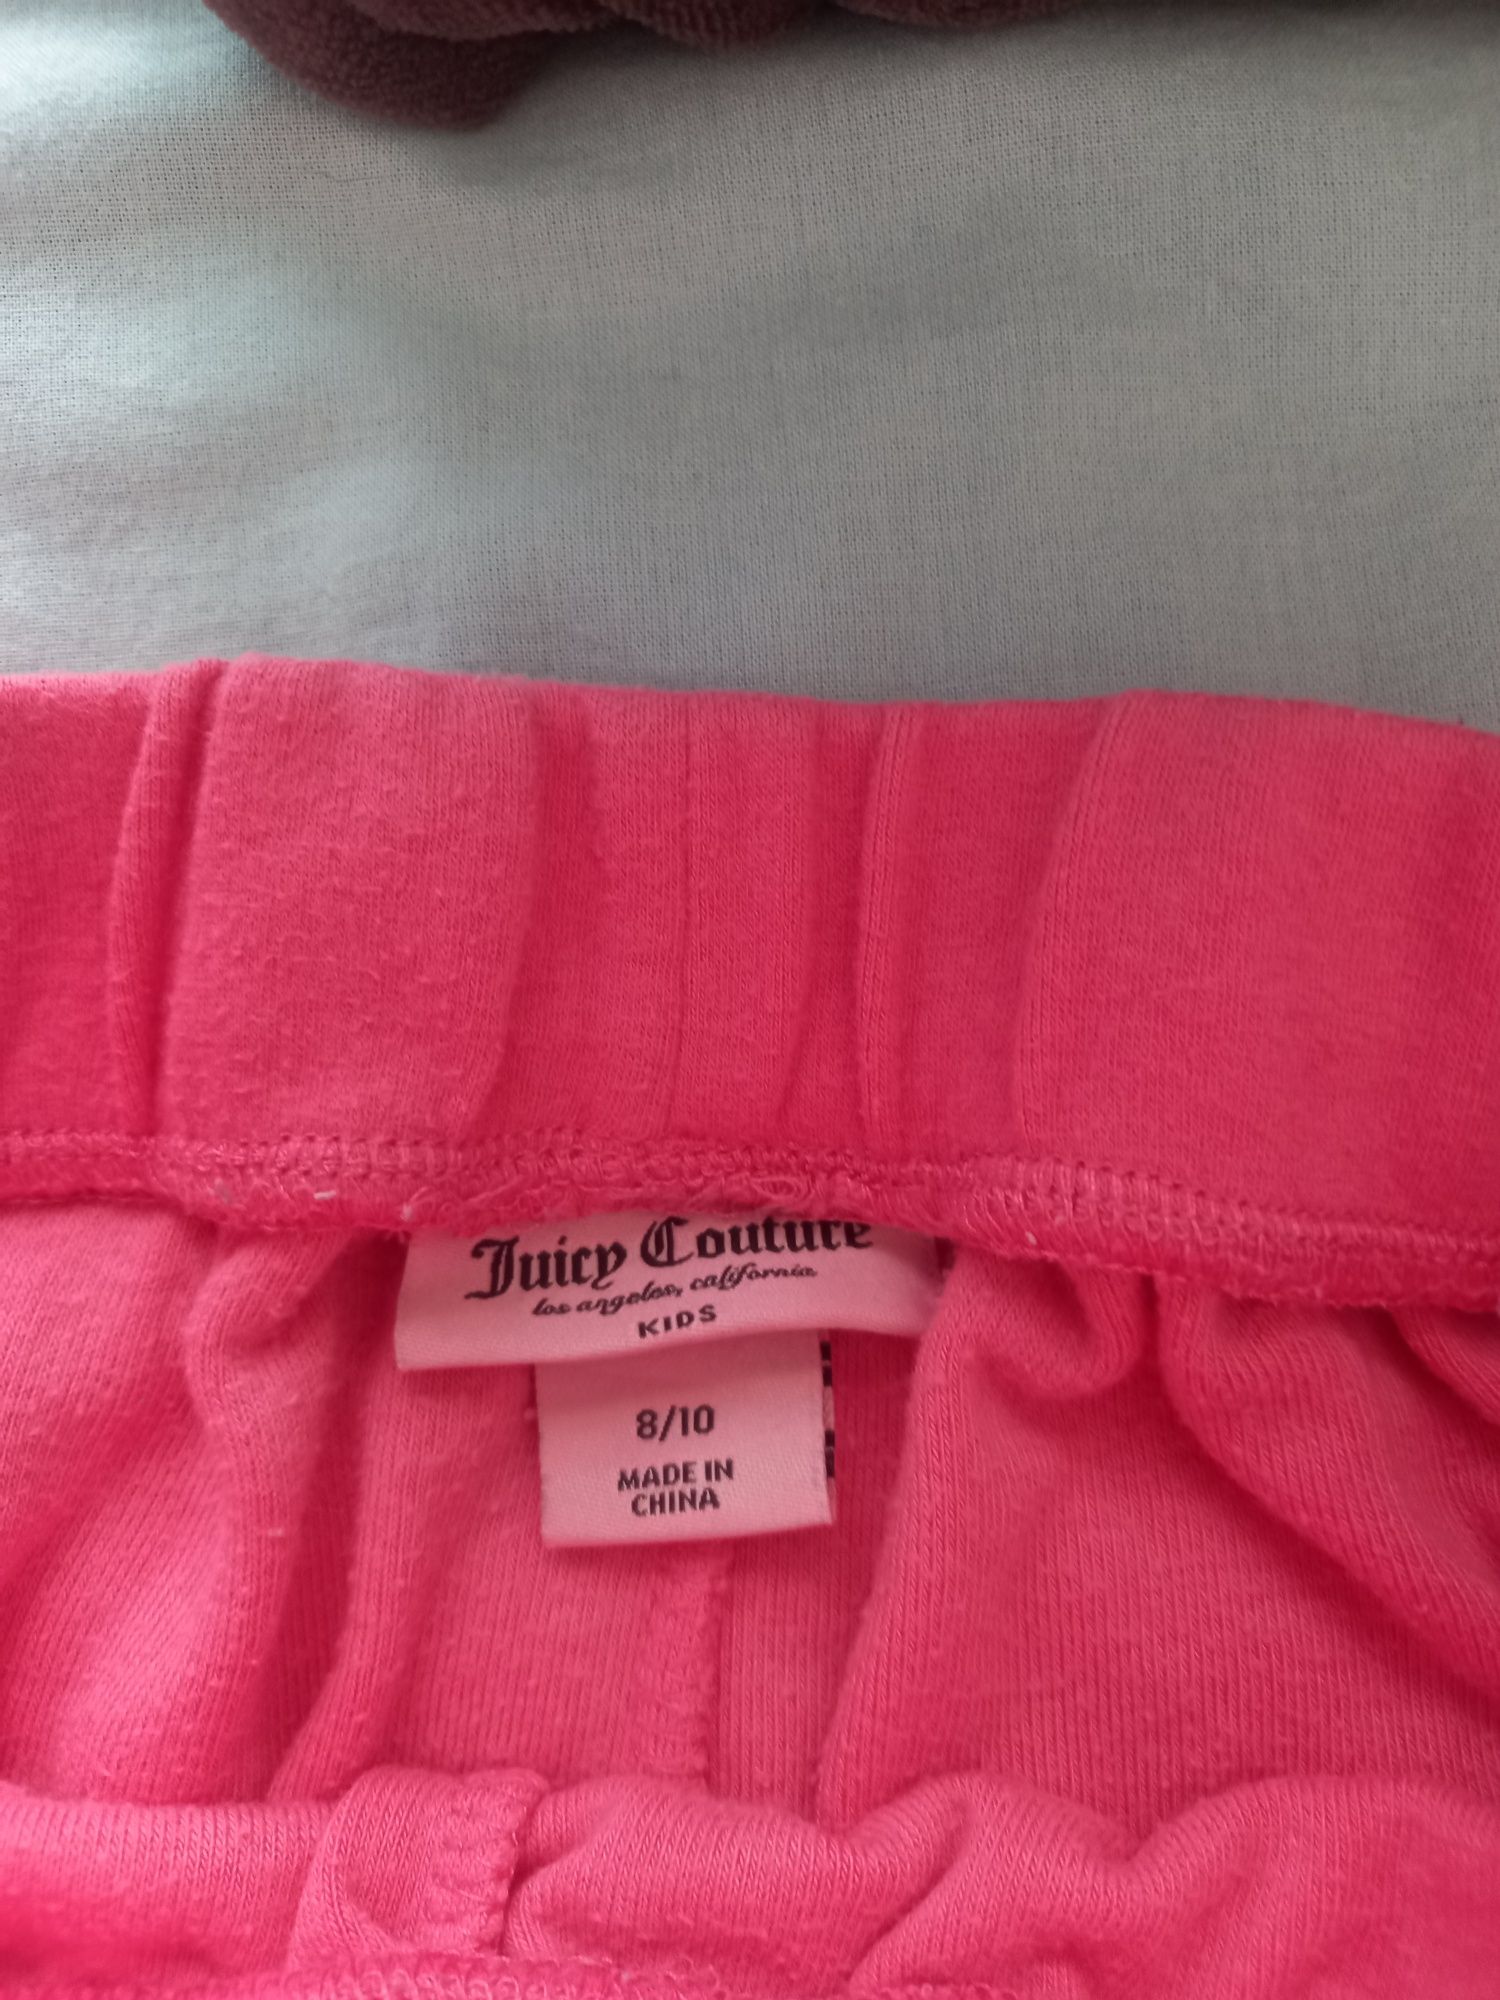 Juicy Couture
los angeles, california
KIDS
8/10
MADE IN
CHINA